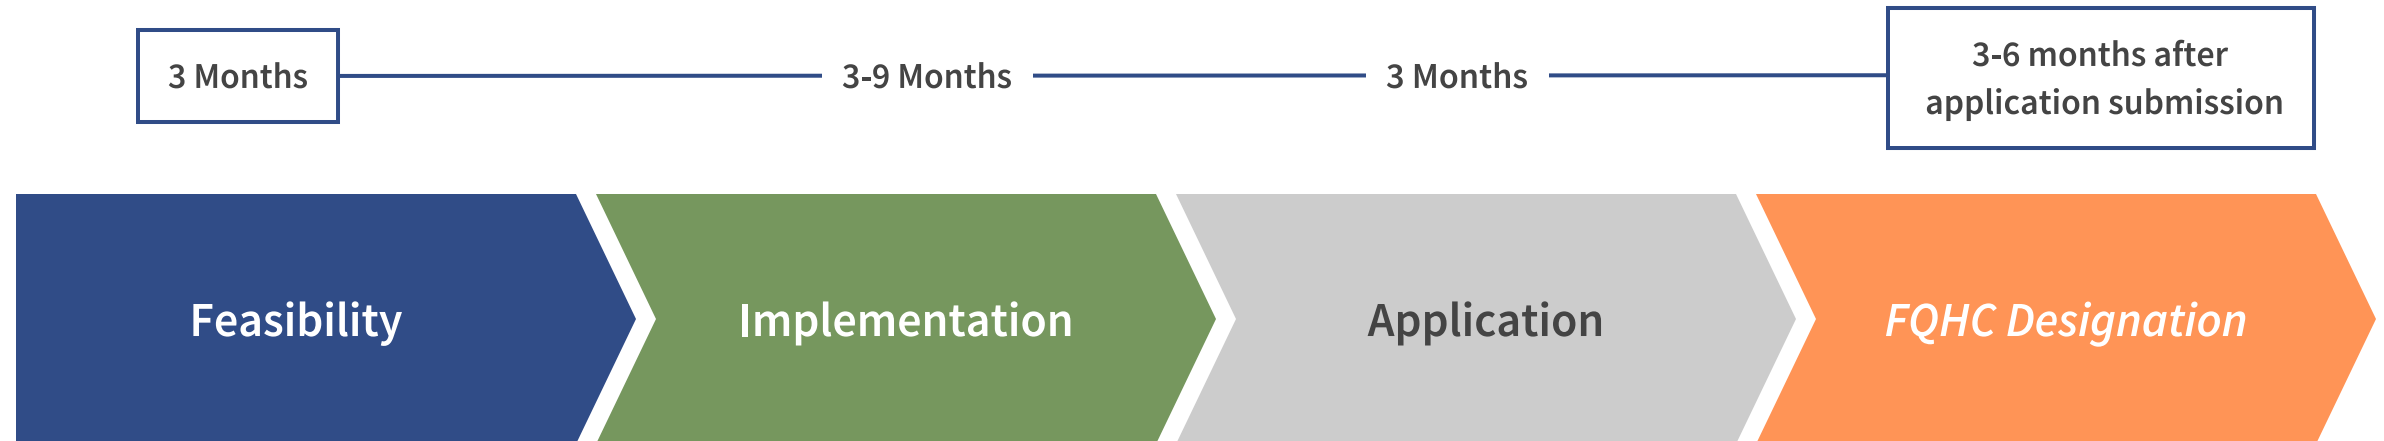 3 Months
3-9 Months
3 Months
3-6 months after
application submission
Feasibility
Implementation
Application
FQHC Designation